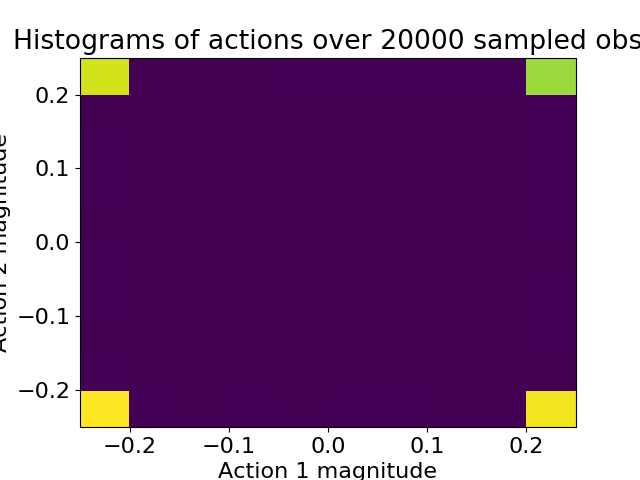 Histograms of actions over 20000 sampled obs
0.2
0.1
0.0
−0.1
−0.2
Action 2 magnitude
−0.2 −0.1 0.0 0.1 0.2
Action 1 magnitude